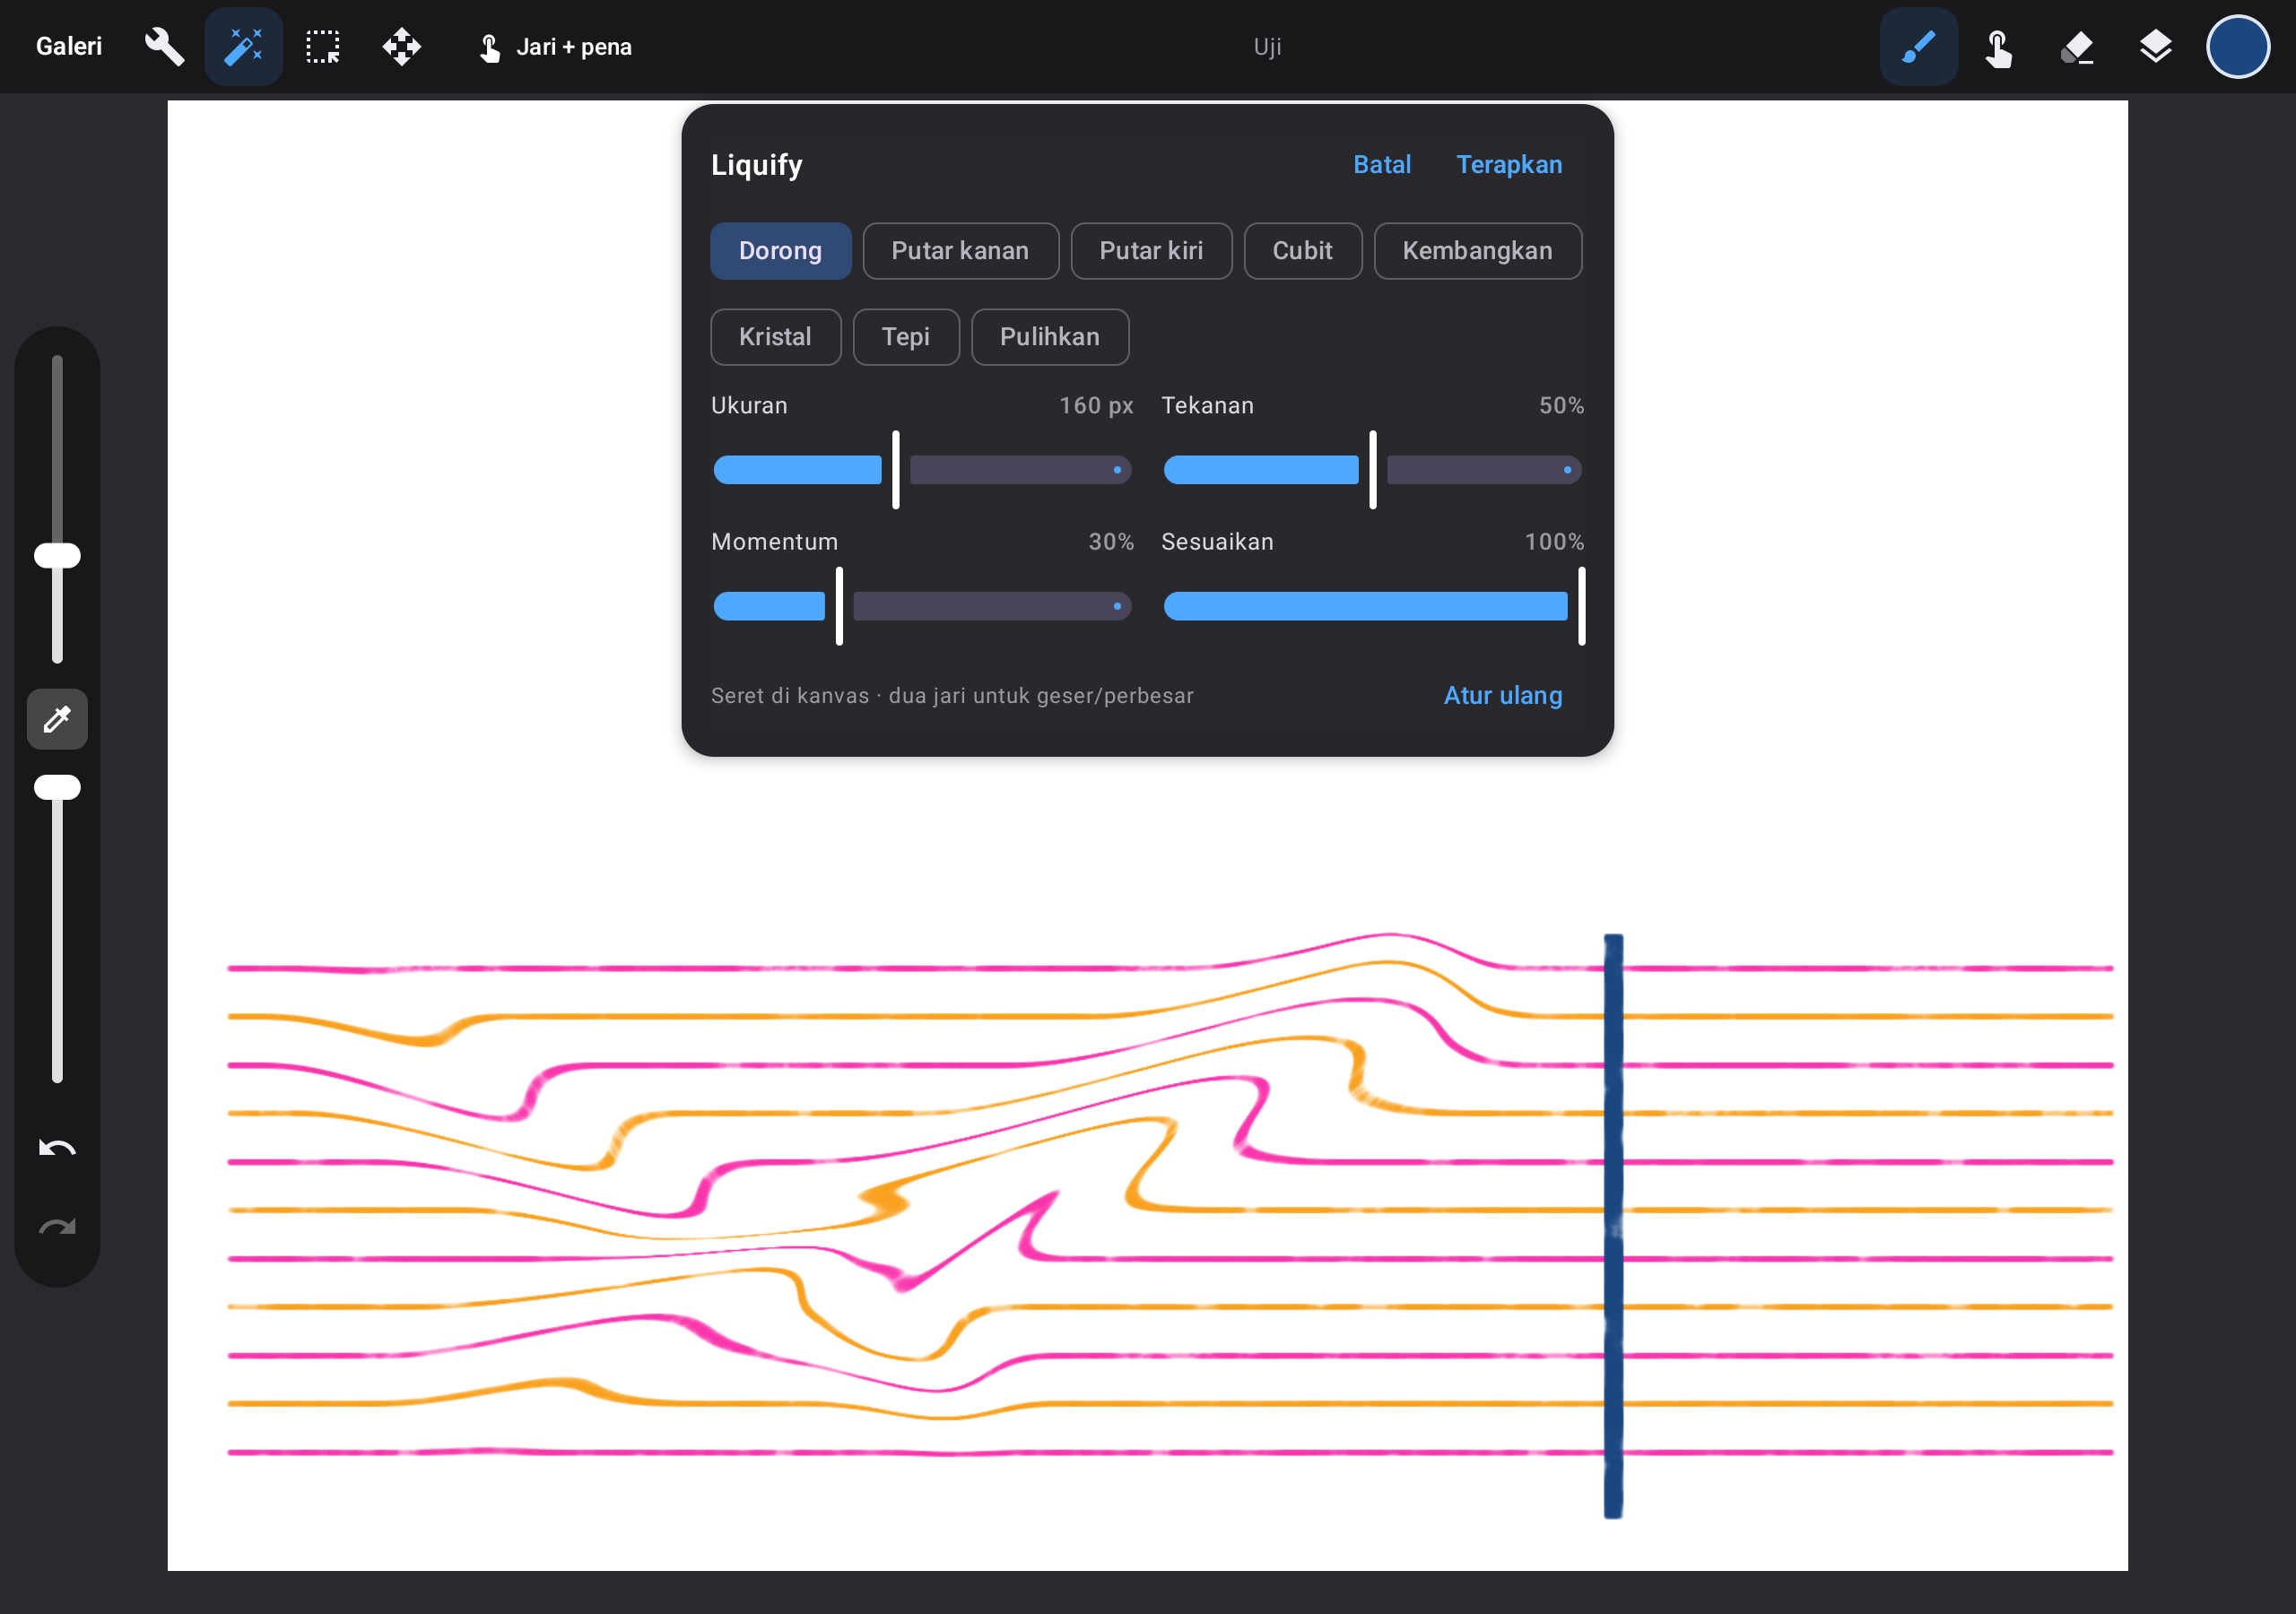 Galeri
Jari + pena
Uji
Liquify
Batal
Terapkan
Dorong
Putar kanan
Putar kiri
Cubit
Kembangkan
Kristal
Tepi
Pulihkan
Ukuran 160 px
Tekanan 50%
Momentum 30%
Sesuaikan 100%
Seret di kanvas · dua jari untuk geser/perbesar
Atur ulang